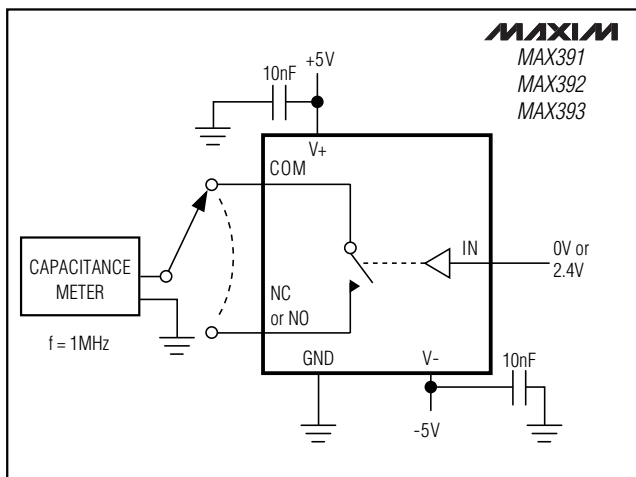 MAXIM
MAX391
MAX392
MAX393
+5V
10nF
V+
COM
IN
0V or
2.4V
CAPACITANCE
METER
f = 1MHz
NC
or NO
GND
V-
10nF
-5V